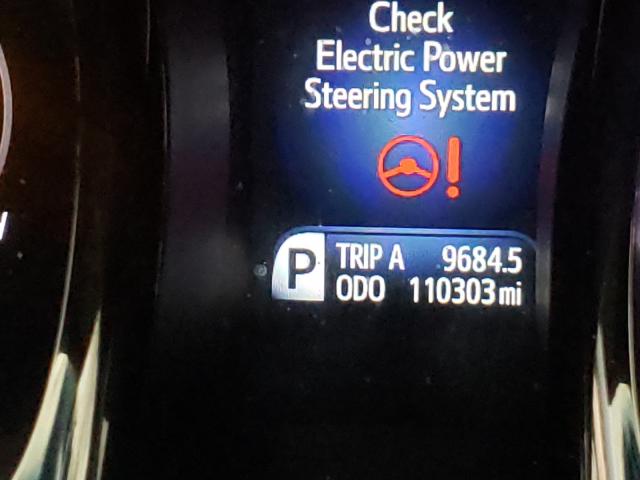 Check
Electric Power
Steering System
P
TRIP A 9684.5
ODO 110303 mi